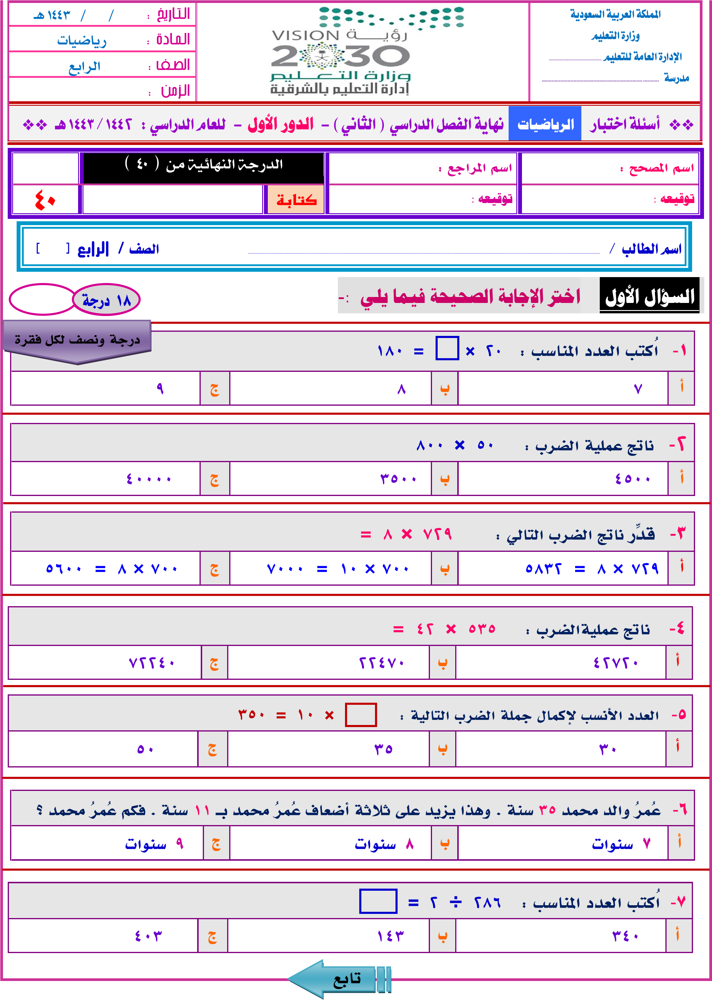 المملكة العربية السعودية
وزارة التعليم
الإدارة العامة للتعليم
مدرسة
رؤيــة VISION
2030
وزارة التعـــليم
إدارة التعليم بالشرقية
التاريخ : / / ١٤٤٣ هـ
المادة : رياضيات
الصف : الرابع
الزمن :
أسئلة اختبار الرياضيات نهاية الفصل الدراسي ( الثاني ) – الدور الأول – للعام الدراسي : ١٤٤٢ / ١٤٤٣ هـ
اسم المصحح : اسم المراجع : الدرجة النهائية من ( ٤٠ )
توقيعه : توقيعه : كتابة ٤٠
اسم الطالب / الصف / الرابع [ ]
السؤال الأول اختر الإجابة الصحيحة فيما يلي :-
١٨ درجة
درجة ونصف لكل فقرة
١- اُكتب العدد المناسب : ٢٠ × = ١٨٠
أ ٧ ب ٨ ج ٩
٢- ناتج عملية الضرب : ٥٠ × ٨٠٠
أ ٤٥٠٠ ب ٣٥٠٠ ج ٤٠٠٠٠
٣- قدِّر ناتج الضرب التالي : ٧٢٩ × ٨ =
أ ٧٢٩ × ٨ = ٥٨٣٢ ب ٧٠٠ × ١٠ = ٧٠٠٠ ج ٧٠٠ × ٨ = ٥٦٠٠
٤- ناتج عملية الضرب : ٥٣٥ × ٤٢ =
أ ٤٢٧٢٠ ب ٢٢٤٧٠ ج ٧٢٢٤٠
٥- العدد الأنسب لإكمال جملة الضرب التالية : × ١٠ = ٣٥٠
أ ٣٠ ب ٣٥ ج ٥٠
٦- عُمرُ والد محمد ٣٥ سنة . وهذا يزيد على ثلاثة أضعاف عُمرُ محمد بـ ١١ سنة . فكم عُمرُ محمد ؟
أ ٧ سنوات ب ٨ سنوات ج ٩ سنوات
٧- اُكتب العدد المناسب : ٢٨٦ ÷ ٢ =
أ ٣٤٠ ب ١٤٣ ج ٤٠٣
تابع